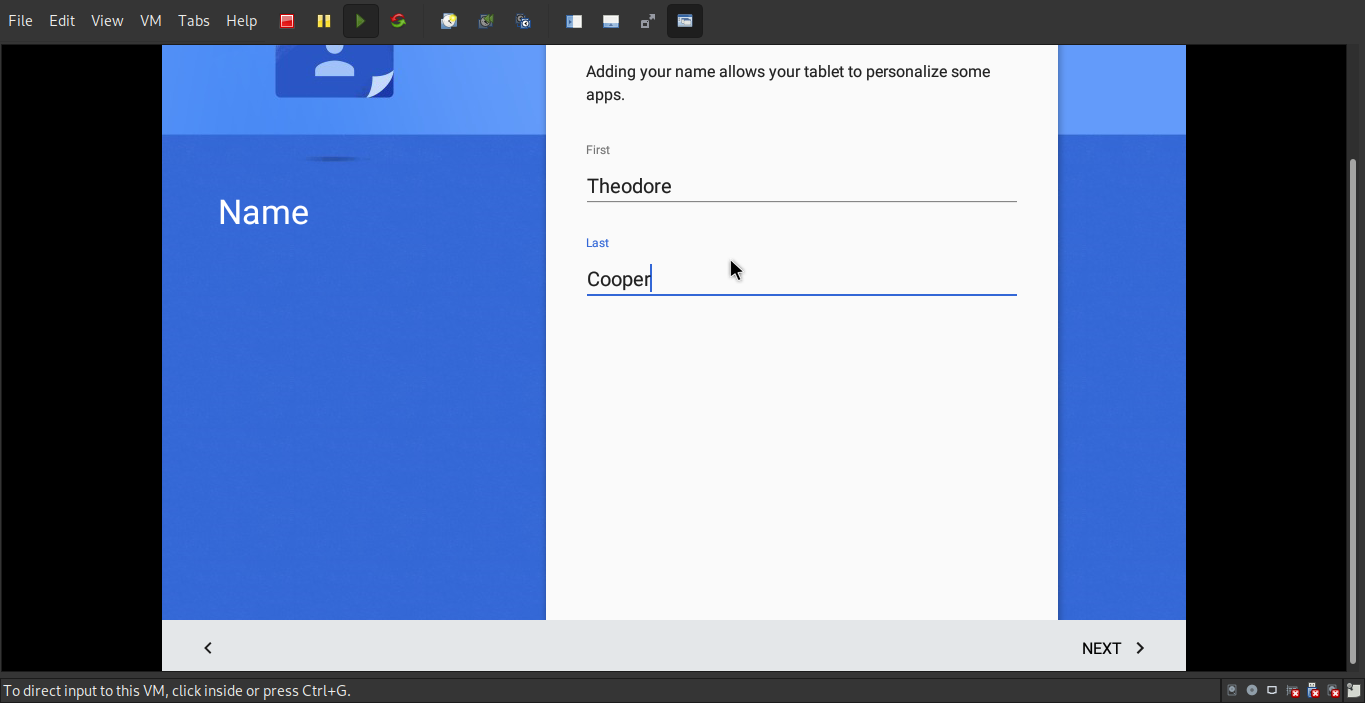 File Edit View VM Tabs Help
Adding your name allows your tablet to personalize some
apps.
First
Theodore
Name
Last
Cooper
NEXT
To direct input to this VM, click inside or press Ctrl+G.